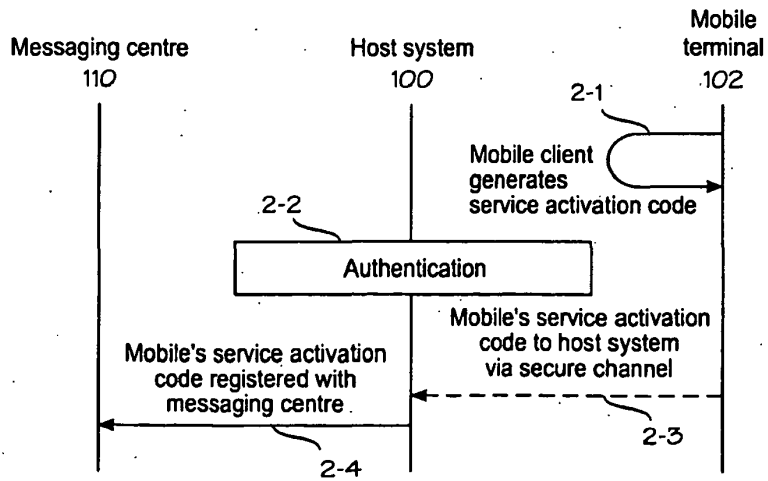 Messaging centre
110
Host system
100
Mobile
terminal
102
2-1
Mobile client
generates
service activation code
2-2
Authentication
Mobile's service activation
code to host system
via secure channel
2-3
Mobile's service activation
code registered with
messaging centre
2-4